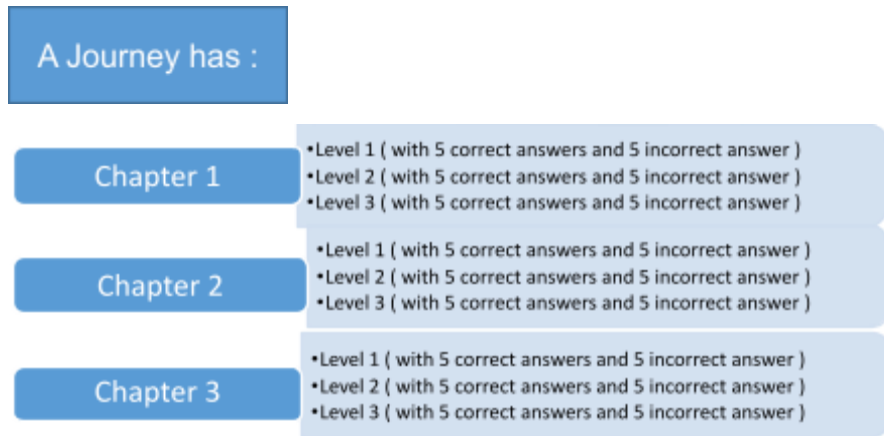 A Journey has :
Chapter 1
•Level 1 ( with 5 correct answers and 5 incorrect answer )
•Level 2 ( with 5 correct answers and 5 incorrect answer )
•Level 3 ( with 5 correct answers and 5 incorrect answer )
Chapter 2
•Level 1 ( with 5 correct answers and 5 incorrect answer )
•Level 2 ( with 5 correct answers and 5 incorrect answer )
•Level 3 ( with 5 correct answers and 5 incorrect answer )
Chapter 3
•Level 1 ( with 5 correct answers and 5 incorrect answer )
•Level 2 ( with 5 correct answers and 5 incorrect answer )
•Level 3 ( with 5 correct answers and 5 incorrect answer )